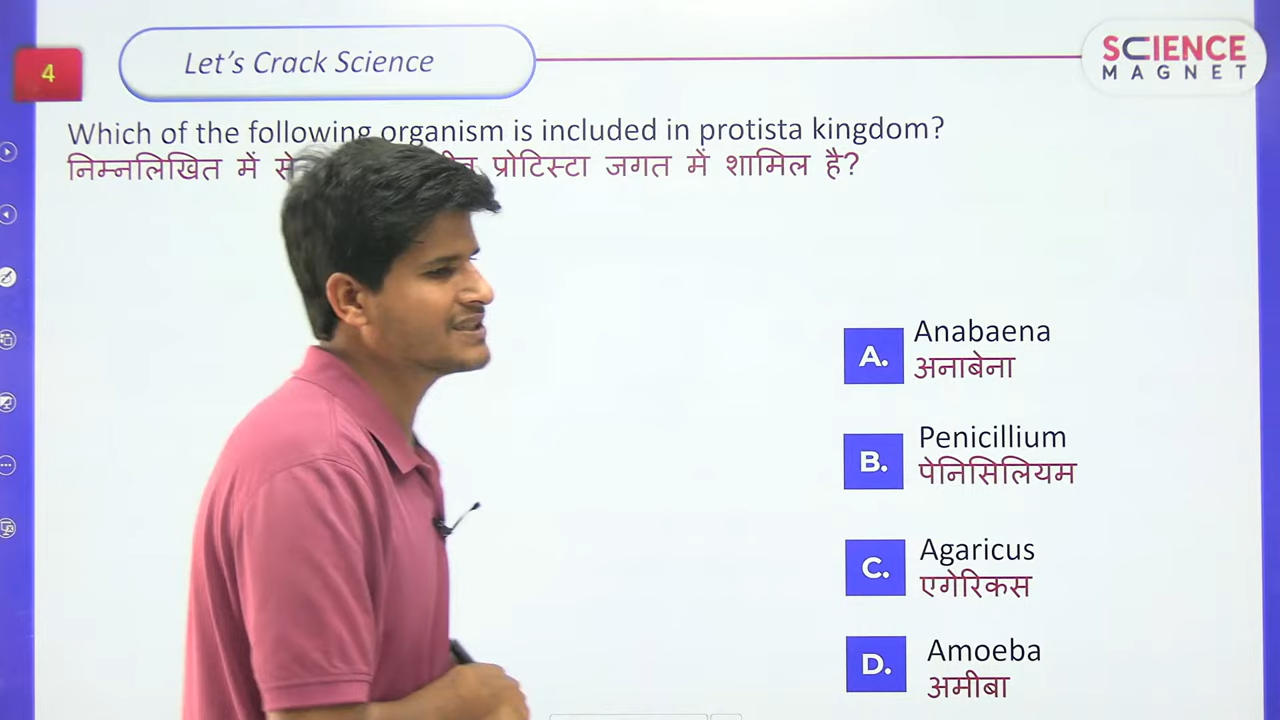 4
Let's Crack Science
SCIENCE
MAGNET
Which of the following organism is included in protista kingdom?
निम्नलिखित में से प्रोटिस्टा जगत में शामिल है?
A.
Anabaena
अनाबेना
B.
Penicillium
पेनिसिलियम
C.
Agaricus
एगेरिकस
D.
Amoeba
अमीबा